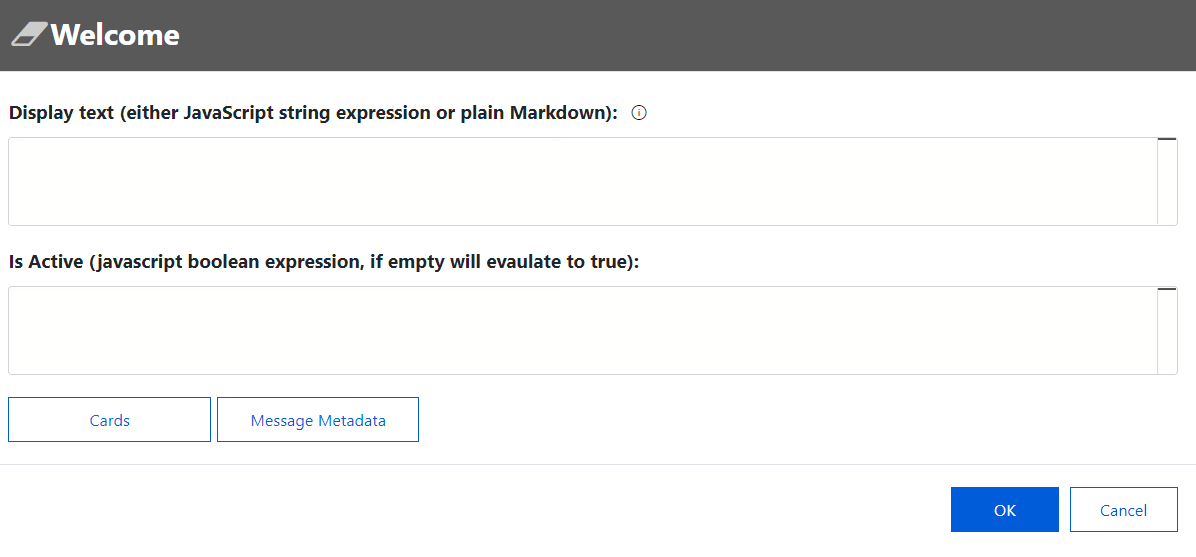 Welcome
Display text (either JavaScript string expression or plain Markdown):
Is Active (javascript boolean expression, if empty will evaulate to true):
Cards
Message Metadata
OK
Cancel